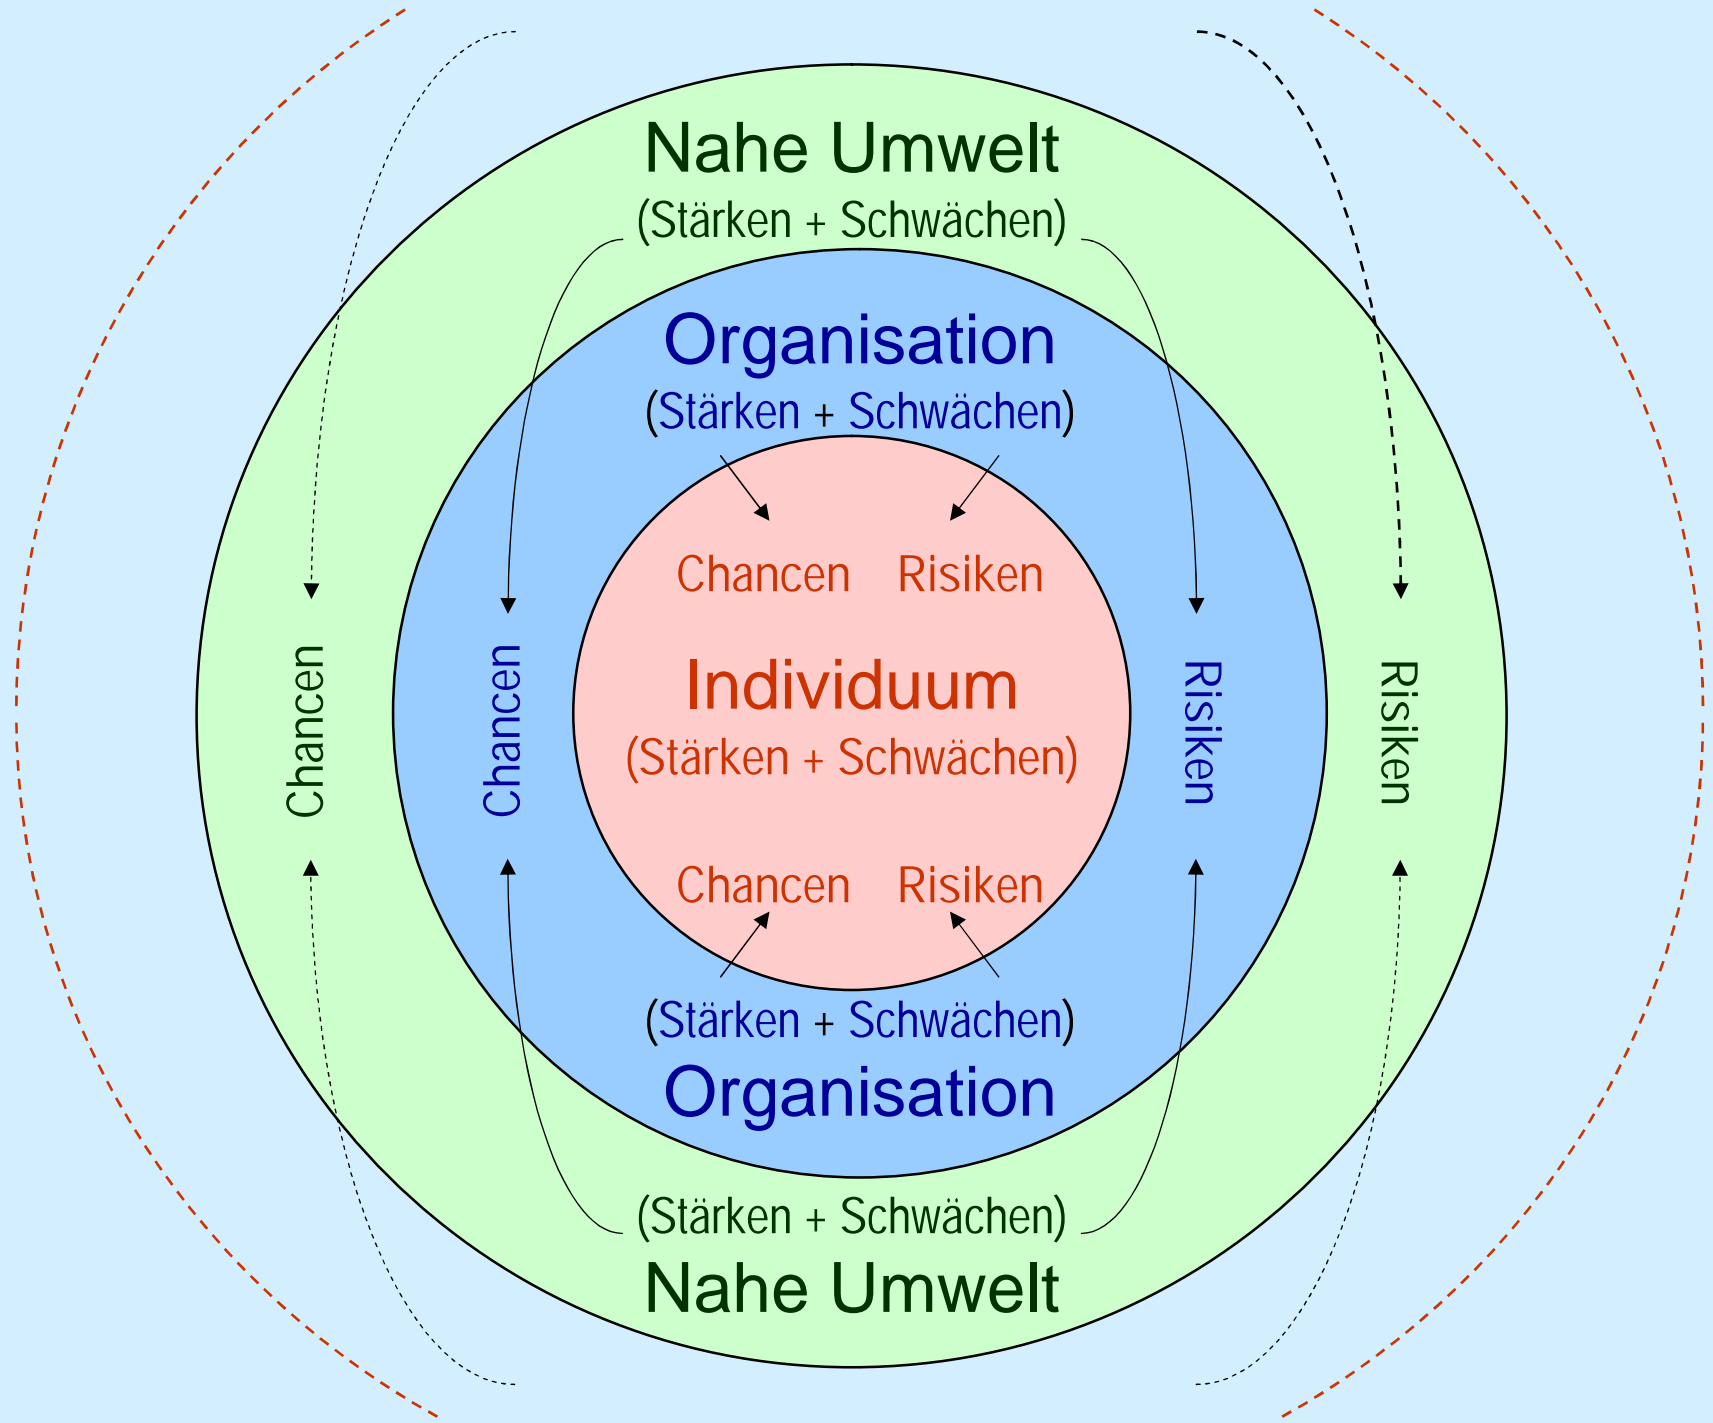 Nahe Umwelt
(Stärken + Schwächen)
Organisation
(Stärken + Schwächen)
Chancen Risiken
Chancen
Chancen
Individuum
(Stärken + Schwächen)
Risiken
Risiken
Chancen Risiken
(Stärken + Schwächen)
Organisation
(Stärken + Schwächen)
Nahe Umwelt